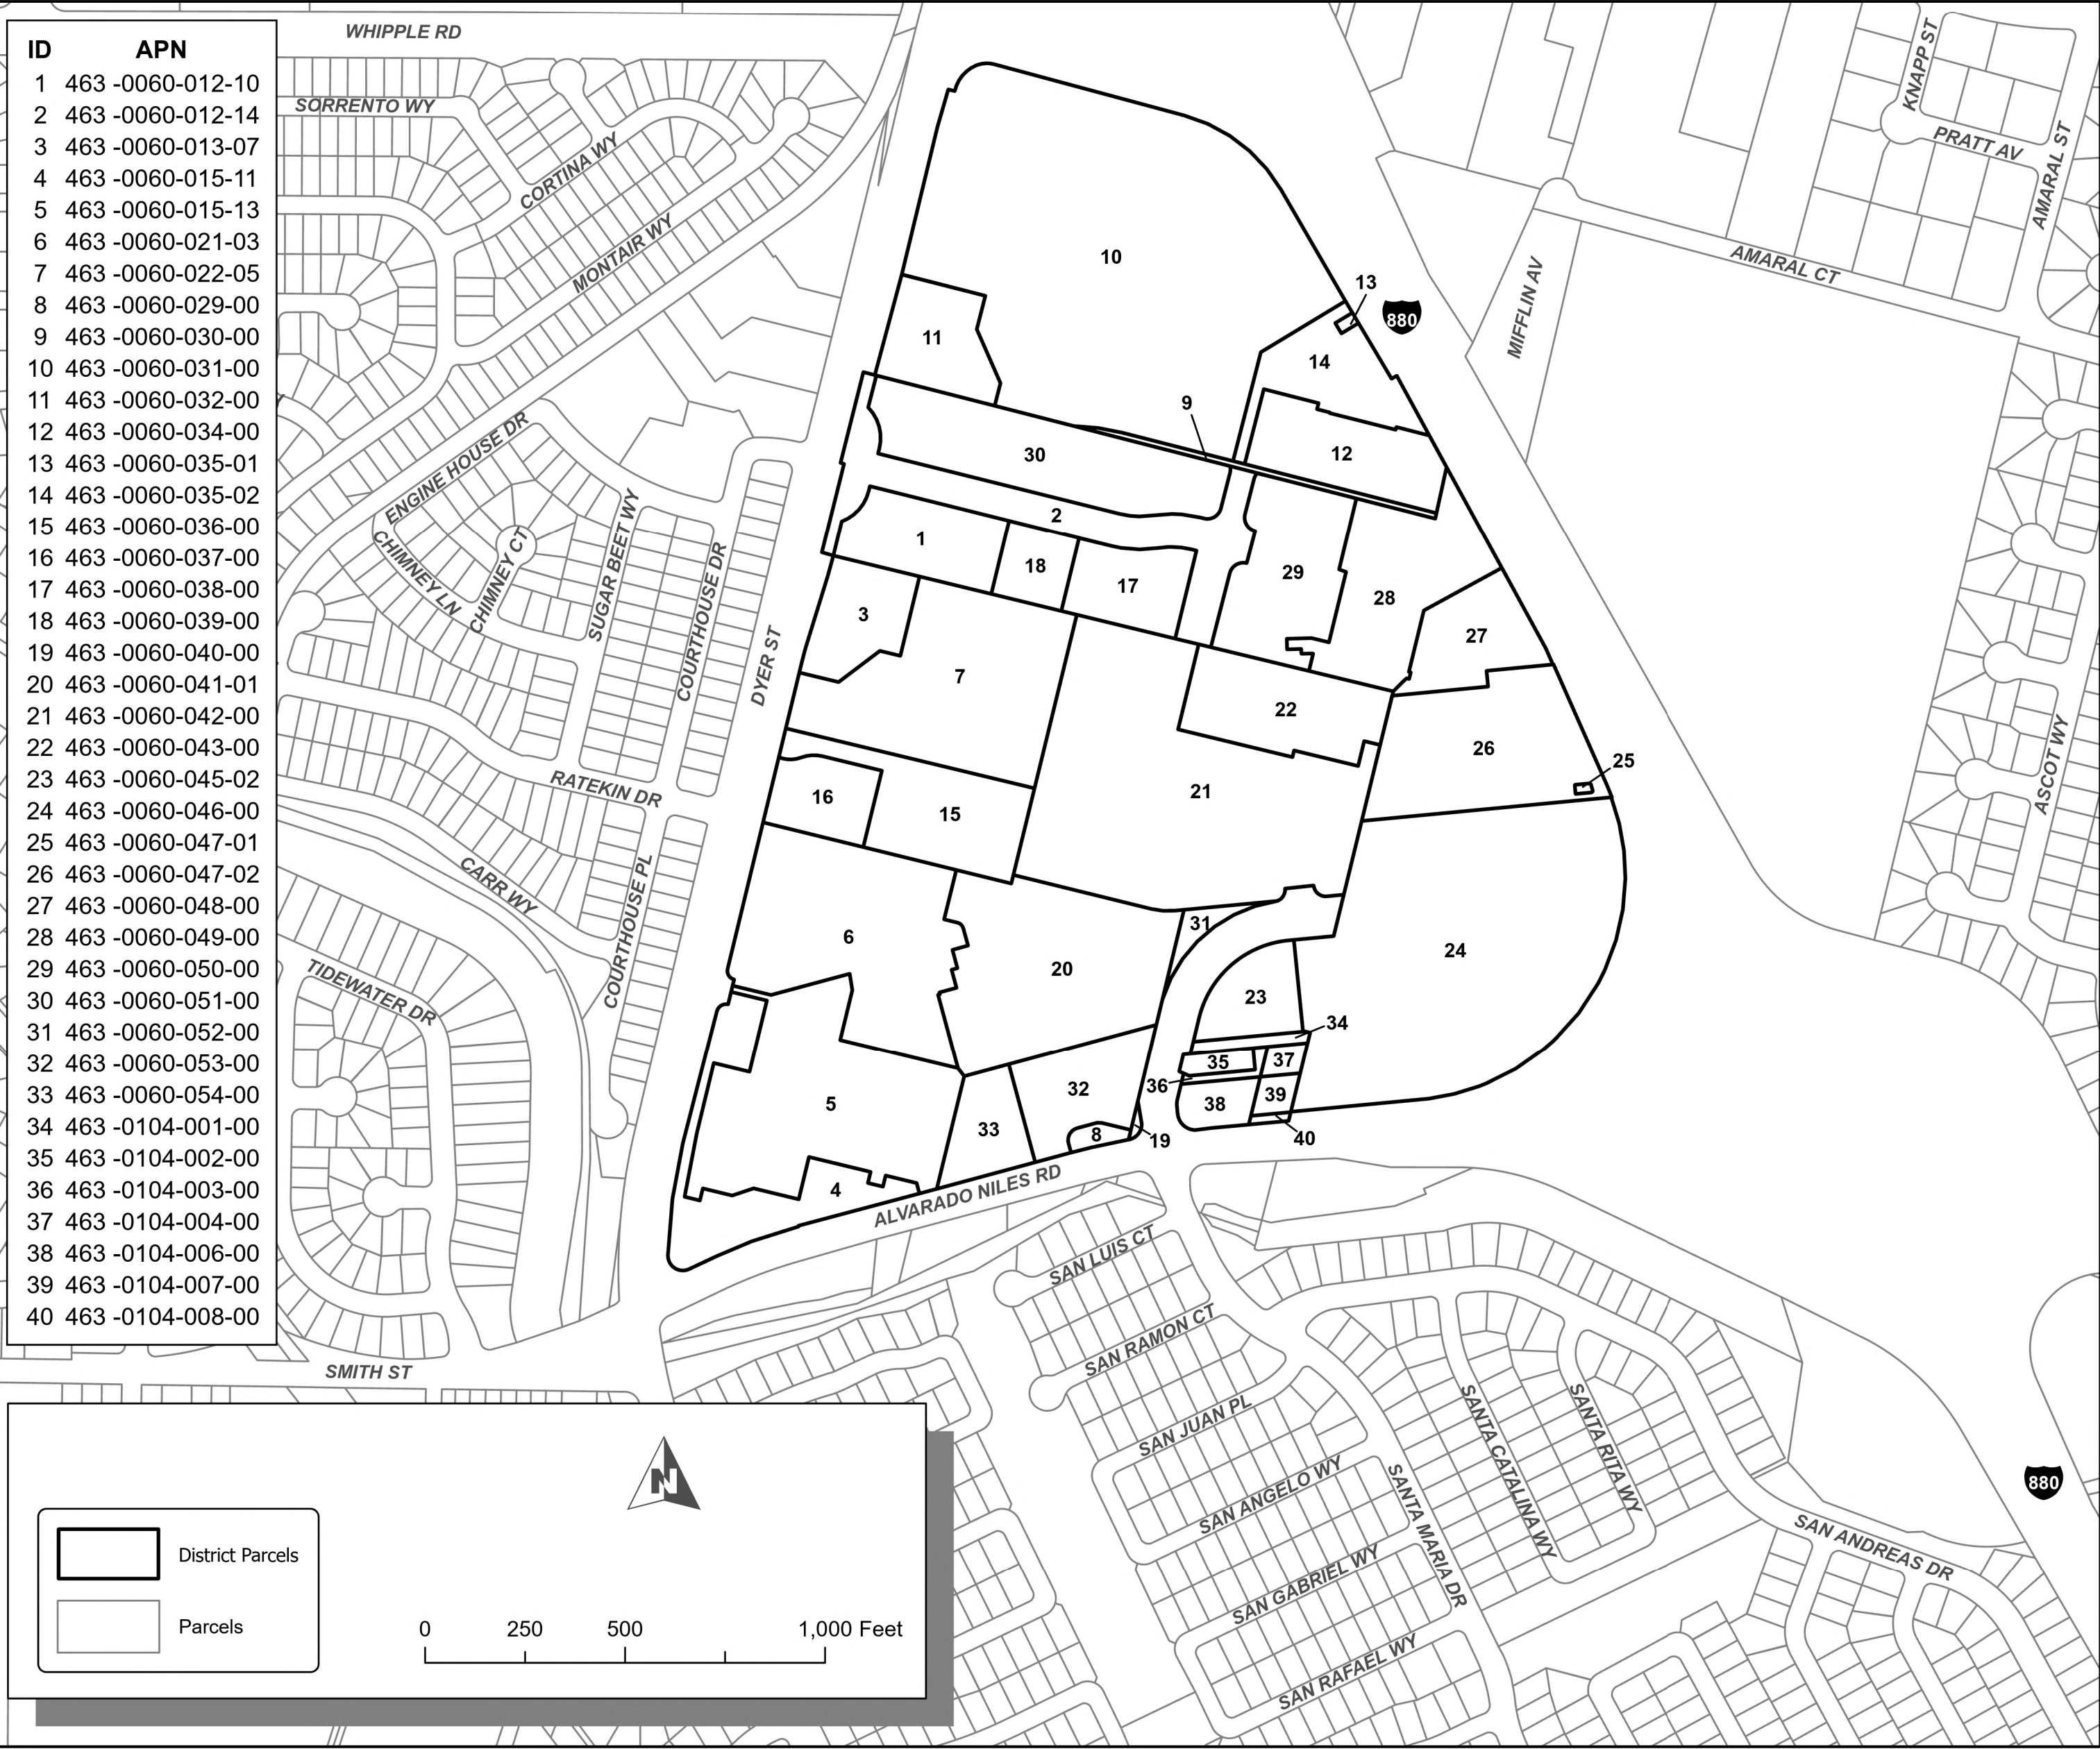 ID APN
1 463 -0060-012-10
2 463 -0060-012-14
3 463 -0060-013-07
4 463 -0060-015-11
5 463 -0060-015-13
6 463 -0060-021-03
7 463 -0060-022-05
8 463 -0060-029-00
9 463 -0060-030-00
10 463 -0060-031-00
11 463 -0060-032-00
12 463 -0060-034-00
13 463 -0060-035-01
14 463 -0060-035-02
15 463 -0060-036-00
16 463 -0060-037-00
17 463 -0060-038-00
18 463 -0060-039-00
19 463 -0060-040-00
20 463 -0060-041-01
21 463 -0060-042-00
22 463 -0060-043-00
23 463 -0060-045-02
24 463 -0060-046-00
25 463 -0060-047-01
26 463 -0060-047-02
27 463 -0060-048-00
28 463 -0060-049-00
29 463 -0060-050-00
30 463 -0060-051-00
31 463 -0060-052-00
32 463 -0060-053-00
33 463 -0060-054-00
34 463 -0104-001-00
35 463 -0104-002-00
36 463 -0104-003-00
37 463 -0104-004-00
38 463 -0104-006-00
39 463 -0104-007-00
40 463 -0104-008-00
WHIPPLE RD
SORRENTO WY
CORTINA WY
MONTAIR WY
ENGINE HOUSE DR
CHIMNEY LN
CHIMNEY CT
SUGAR BEET WY
COURTHOUSE DR
DYER ST
RATEKIN DR
CARR WY
COURTHOUSE PL
TIDEWATER DR
SMITH ST
KNAPP ST
PRATT AV
AMARAL ST
AMARAL CT
MIFFLIN AV
ASCOT WY
880
10
13
11
14
9
12
30
2
1
18
17
29
28
3
27
7
22
26
25
16
15
21
31
6
20
24
23
34
35
37
36
32
39
38
5
33
8
19
40
4
ALVARADO NILES RD
SAN LUIS CT
SAN RAMON CT
SAN JUAN PL
SAN ANGELO WY
SAN GABRIEL WY
SAN RAFAEL WY
SANTA MARIA DR
SANTA CATALINA WY
SANTA RITA WY
SAN ANDREAS DR
880
N
District Parcels
Parcels
0 250 500 1,000 Feet